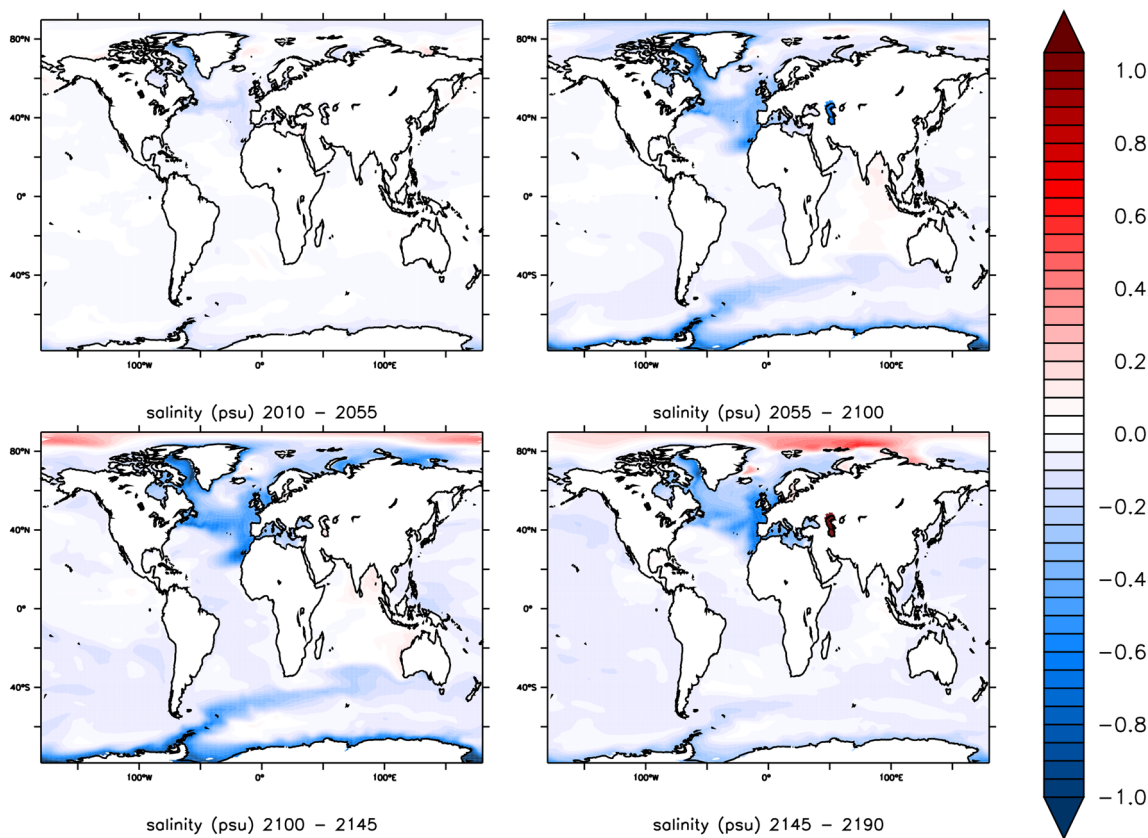 80°N
40°N
0°
40°S
100°W 0° 100°E
salinity (psu) 2010 – 2055
80°N
40°N
0°
40°S
100°W 0° 100°E
salinity (psu) 2055 – 2100
80°N
40°N
0°
40°S
100°W 0° 100°E
salinity (psu) 2100 – 2145
80°N
40°N
0°
40°S
100°W 0° 100°E
salinity (psu) 2145 – 2190
1.0
0.8
0.6
0.4
0.2
0.0
−0.2
−0.4
−0.6
−0.8
−1.0